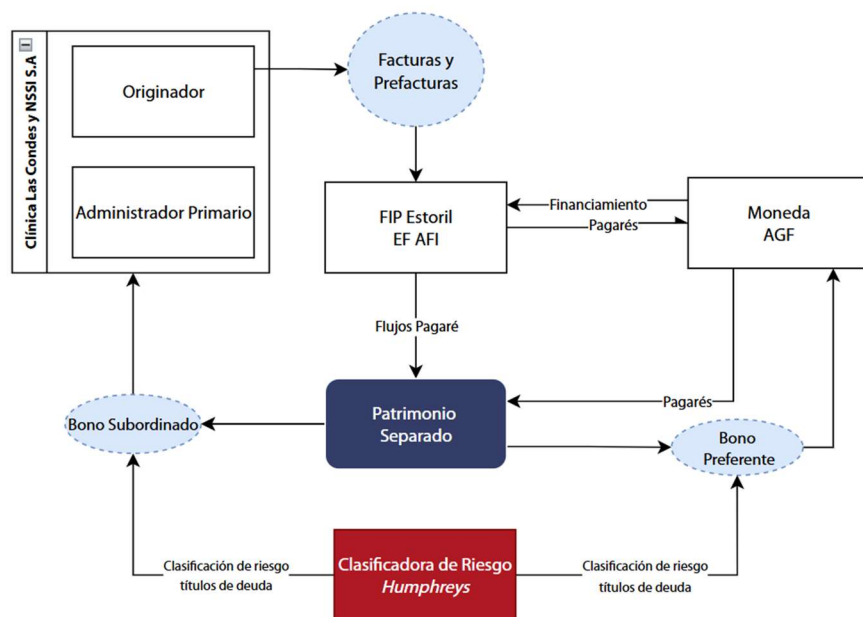 Clínica Las Condes y NSSI S.A
Originador
Administrador Primario
Facturas y
Prefacturas
FIP Estoril
EF AFI
Financiamiento
Pagarés
Moneda
AGF
Flujos Pagaré
Pagarés
Bono Subordinado
Patrimonio
Separado
Bono
Preferente
Clasificación de riesgo
títulos de deuda
Clasificadora de Riesgo
Humphreys
Clasificación de riesgo
títulos de deuda